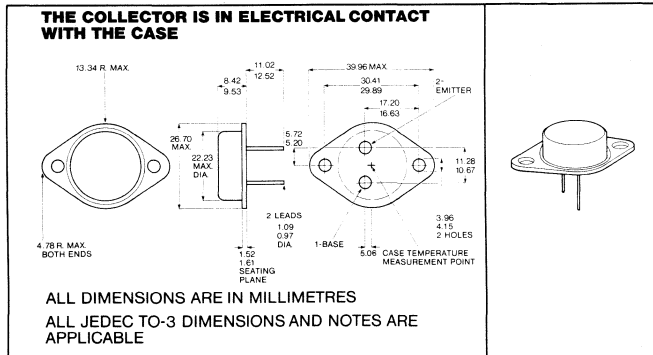 THE COLLECTOR IS IN ELECTRICAL CONTACT
WITH THE CASE
13.34 R. MAX.
11.02
12.52
8.42
9.53
39.96 MAX.
30.41
29.89
2-
EMITTER
17.20
16.63
26.70
MAX.
22.23
MAX.
DIA.
5.72
5.20
11.28
10.67
4.78 R. MAX.
BOTH ENDS
2 LEADS
1.09
0.97
DIA.
1-BASE
3.96
4.15
2 HOLES
1.52
1.61
SEATING
PLANE
5.06
CASE TEMPERATURE
MEASUREMENT POINT
ALL DIMENSIONS ARE IN MILLIMETRES
ALL JEDEC TO-3 DIMENSIONS AND NOTES ARE
APPLICABLE